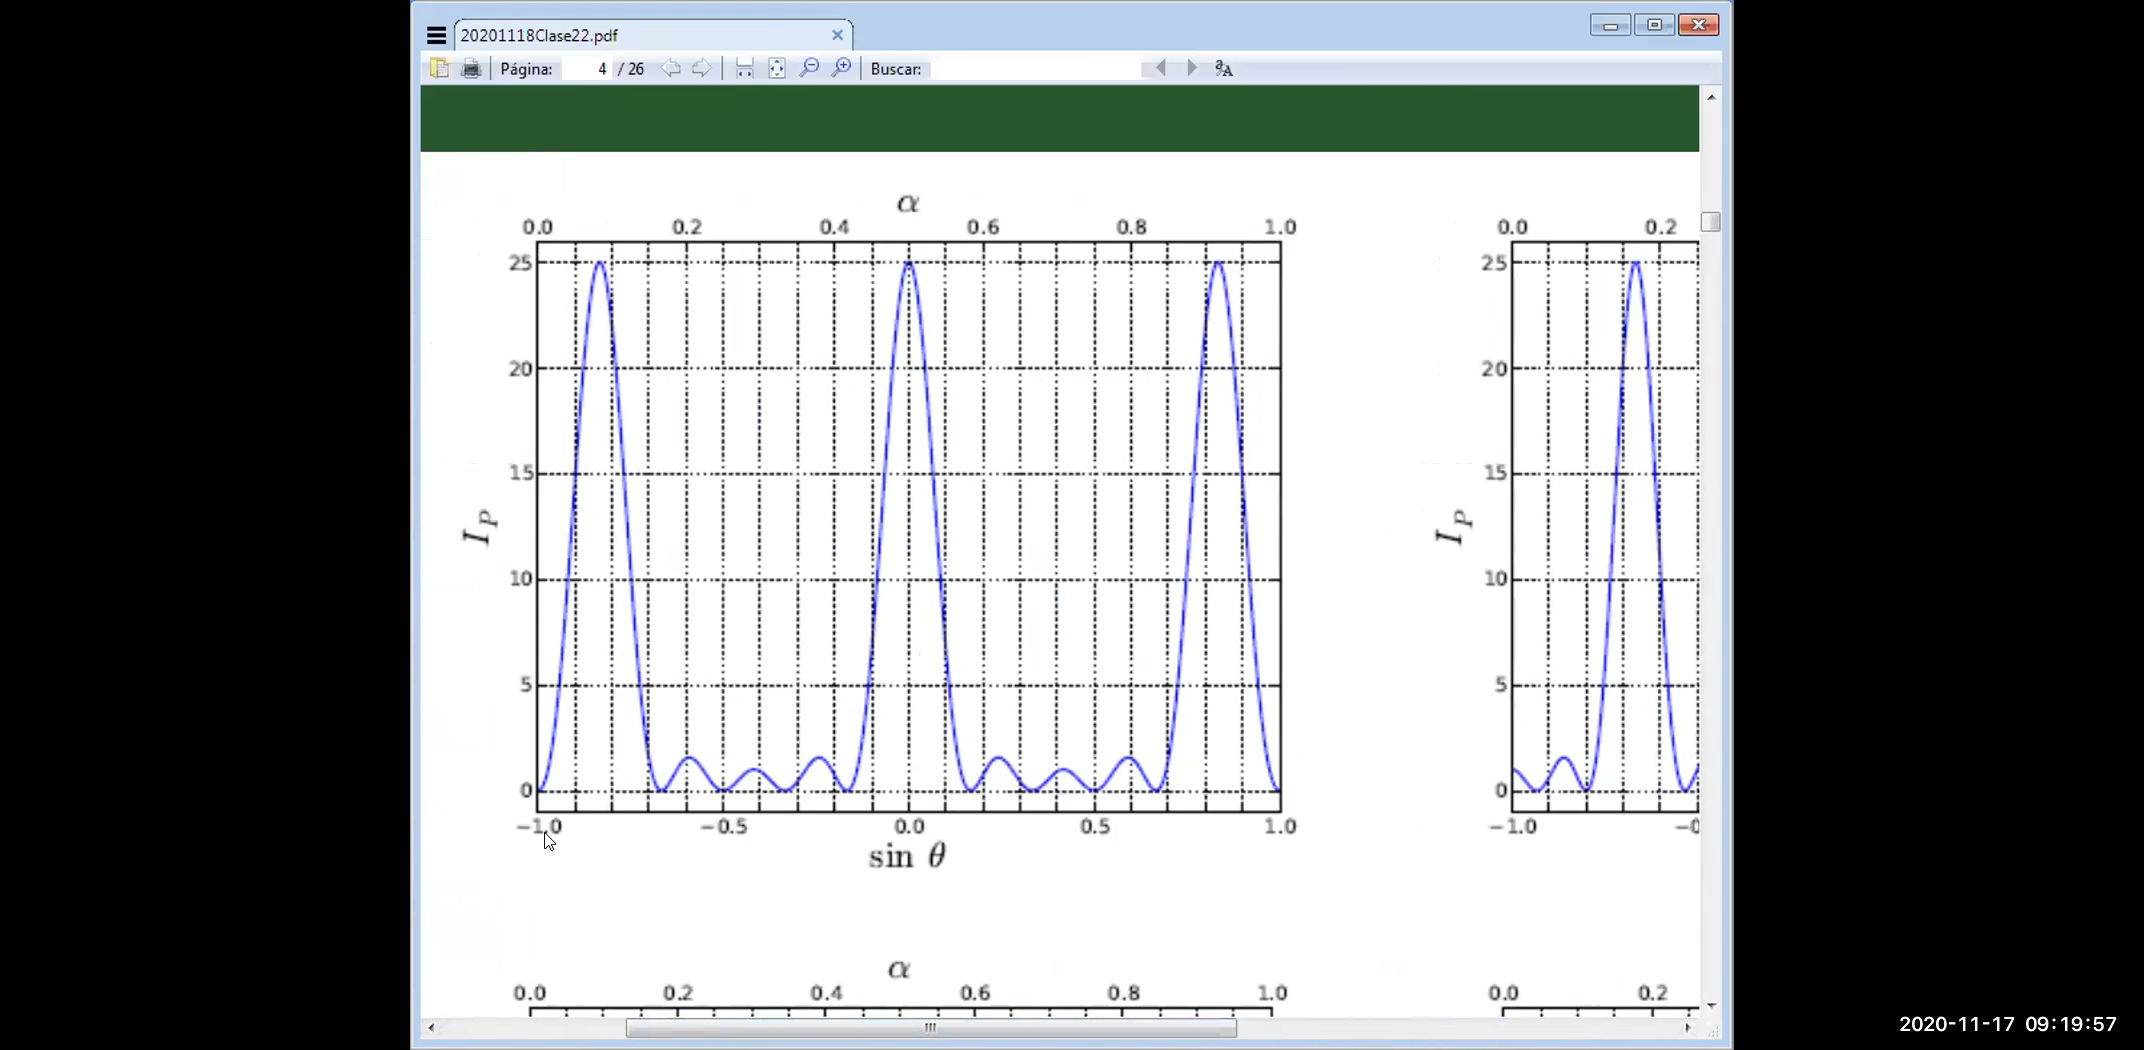 20201118Clase22.pdf
Página: 4 / 26 Buscar:
α
0.0 0.2 0.4 0.6 0.8 1.0
25
20
15
10
5
0
I_P
−1.0 −0.5 0.0 0.5 1.0
sin θ
0.0 0.2
25
20
15
10
5
0
I_P
−1.0 −0
α
0.0 0.2 0.4 0.6 0.8 1.0
0.0 0.2
2020-11-17 09:19:57